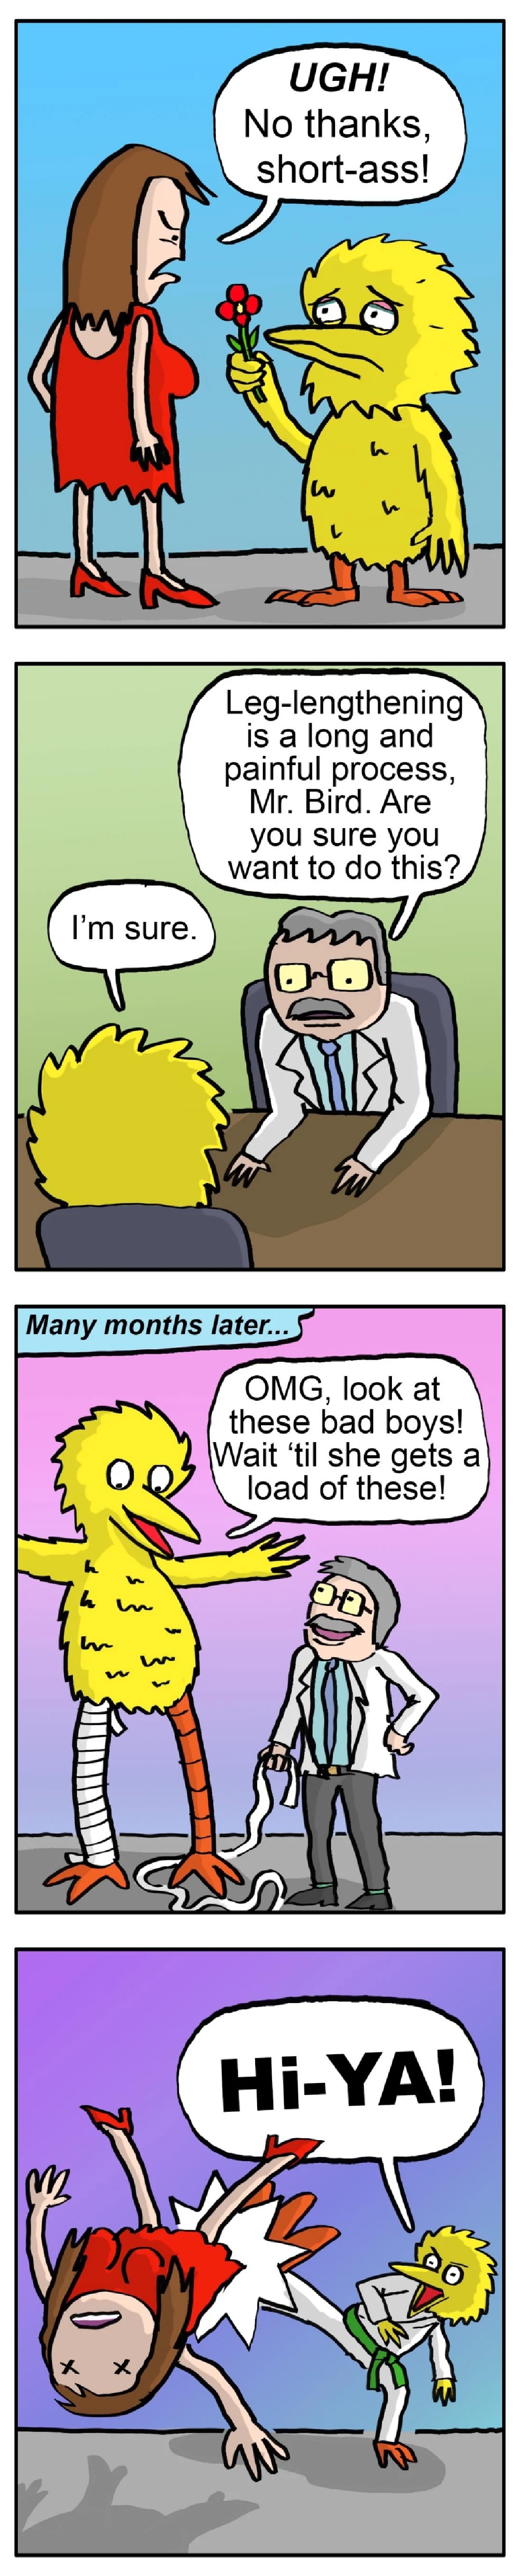 UGH!
No thanks,
short-ass!
Leg-lengthening
is a long and
painful process,
Mr. Bird. Are
you sure you
want to do this?
I'm sure.
Many months later...
OMG, look at
these bad boys!
Wait ‘til she gets a
load of these!
Hi-YA!